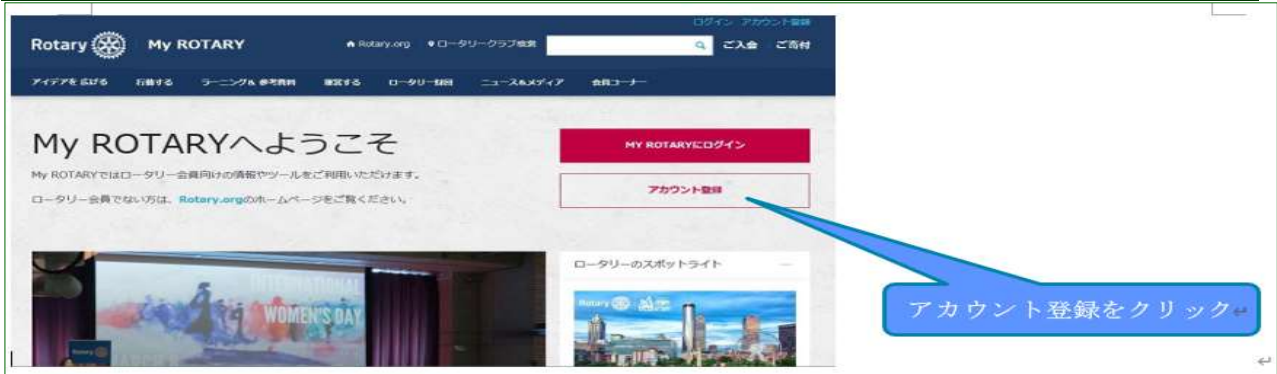 ログイン アカウント登録
Rotary My ROTARY Rotary.org ロータリークラブ検索 ご入会 ご寄付
アイデアを広げる 行動する ラーニング&参考資料 運営する ロータリー財団 ニュース&メディア 会員コーナー
My ROTARYへようこそ
MY ROTARYにログイン
My ROTARYではロータリー会員向けの情報やツールをご利用いただけます。
アカウント登録
ロータリー会員でない方は、Rotary.orgのホームページをご覧ください。
ロータリーのスポットライト
INTERNATIONAL
WOMEN'S DAY
Rotary
Rotary
アカウント登録をクリック↵
↵